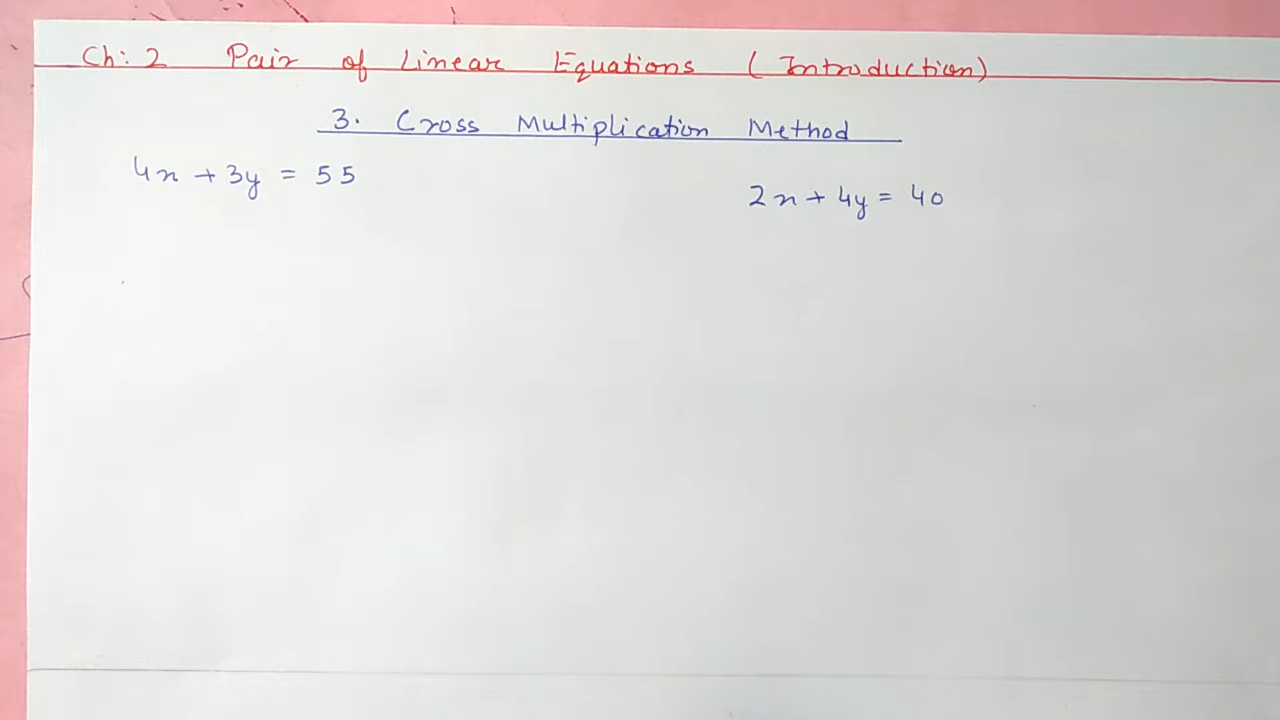 Ch: 2 Pair of Linear Equations (Introduction)
3. Cross Multiplication Method
4x + 3y = 55
2x + 4y = 40